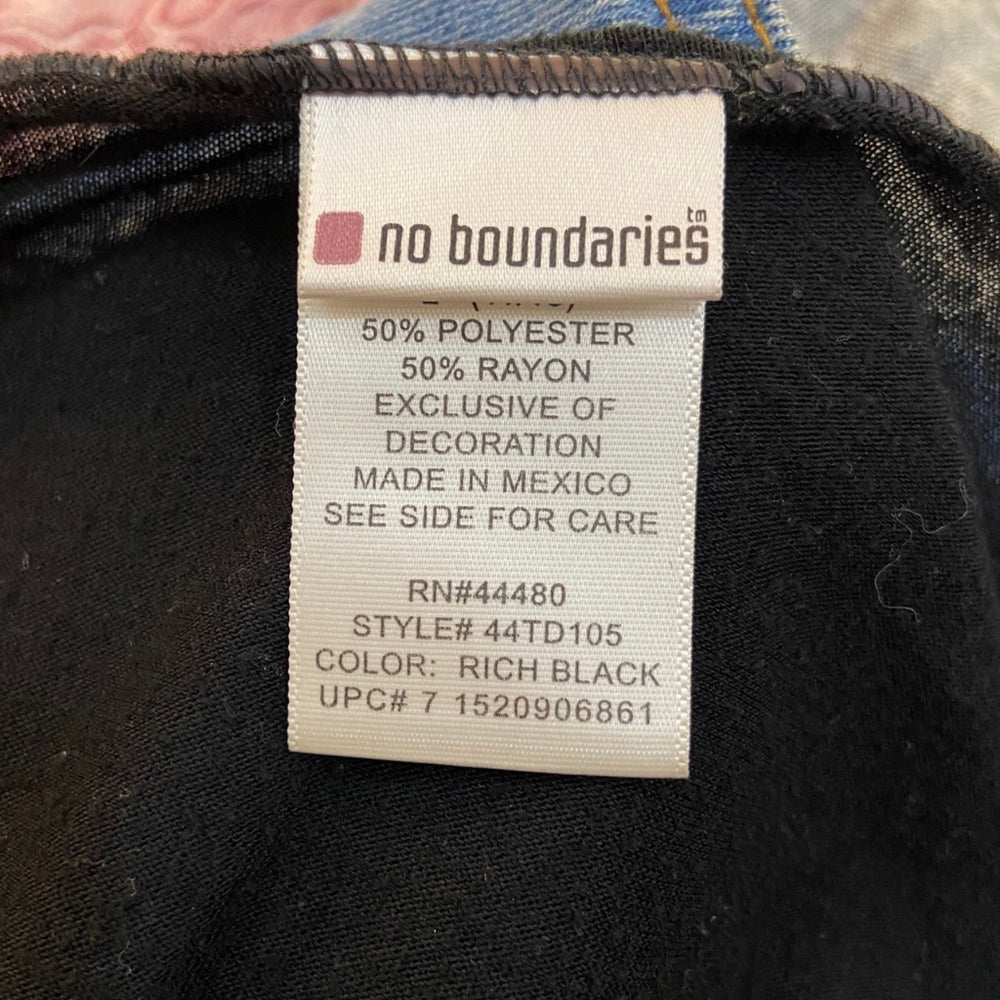 no boundaries tm
50% POLYESTER
50% RAYON
EXCLUSIVE OF
DECORATION
MADE IN MEXICO
SEE SIDE FOR CARE
RN#44480
STYLE# 44TD105
COLOR: RICH BLACK
UPC# 7 1520906861